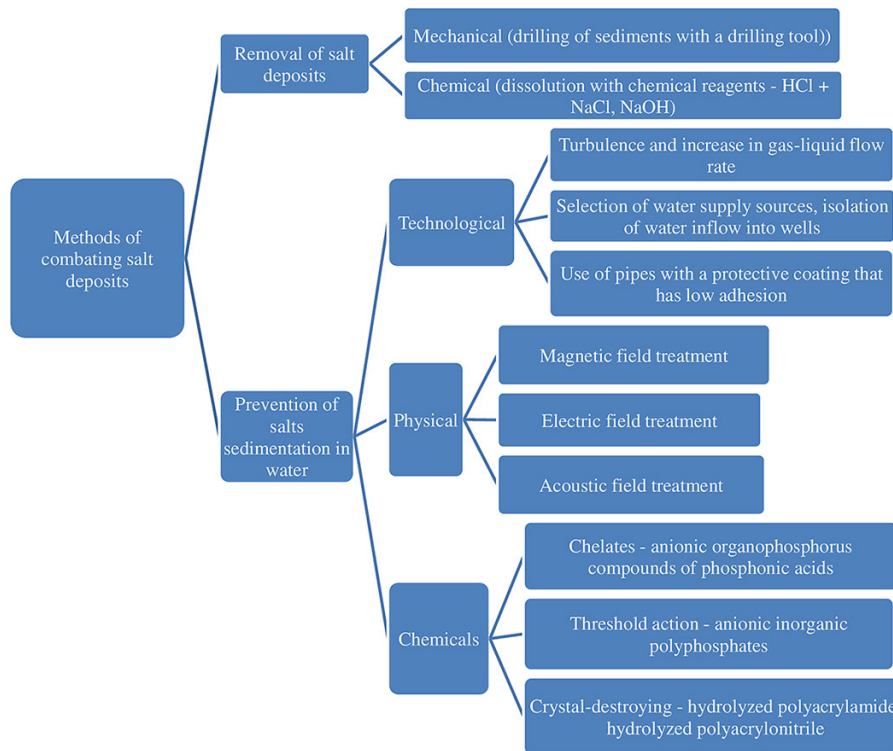 Methods of
combating salt
deposits
Removal of salt
deposits
Mechanical (drilling of sediments with a drilling tool))
Chemical (dissolution with chemical reagents - HCl +
NaCl, NaOH)
Prevention of
salts
sedimentation in
water
Technological
Turbulence and increase in gas-liquid flow
rate
Selection of water supply sources, isolation
of water inflow into wells
Use of pipes with a protective coating that
has low adhesion
Physical
Magnetic field treatment
Electric field treatment
Acoustic field treatment
Chemicals
Chelates - anionic organophosphorus
compounds of phosphonic acids
Threshold action - anionic inorganic
polyphosphates
Crystal-destroying - hydrolyzed polyacrylamide
hydrolyzed polyacrylonitrile